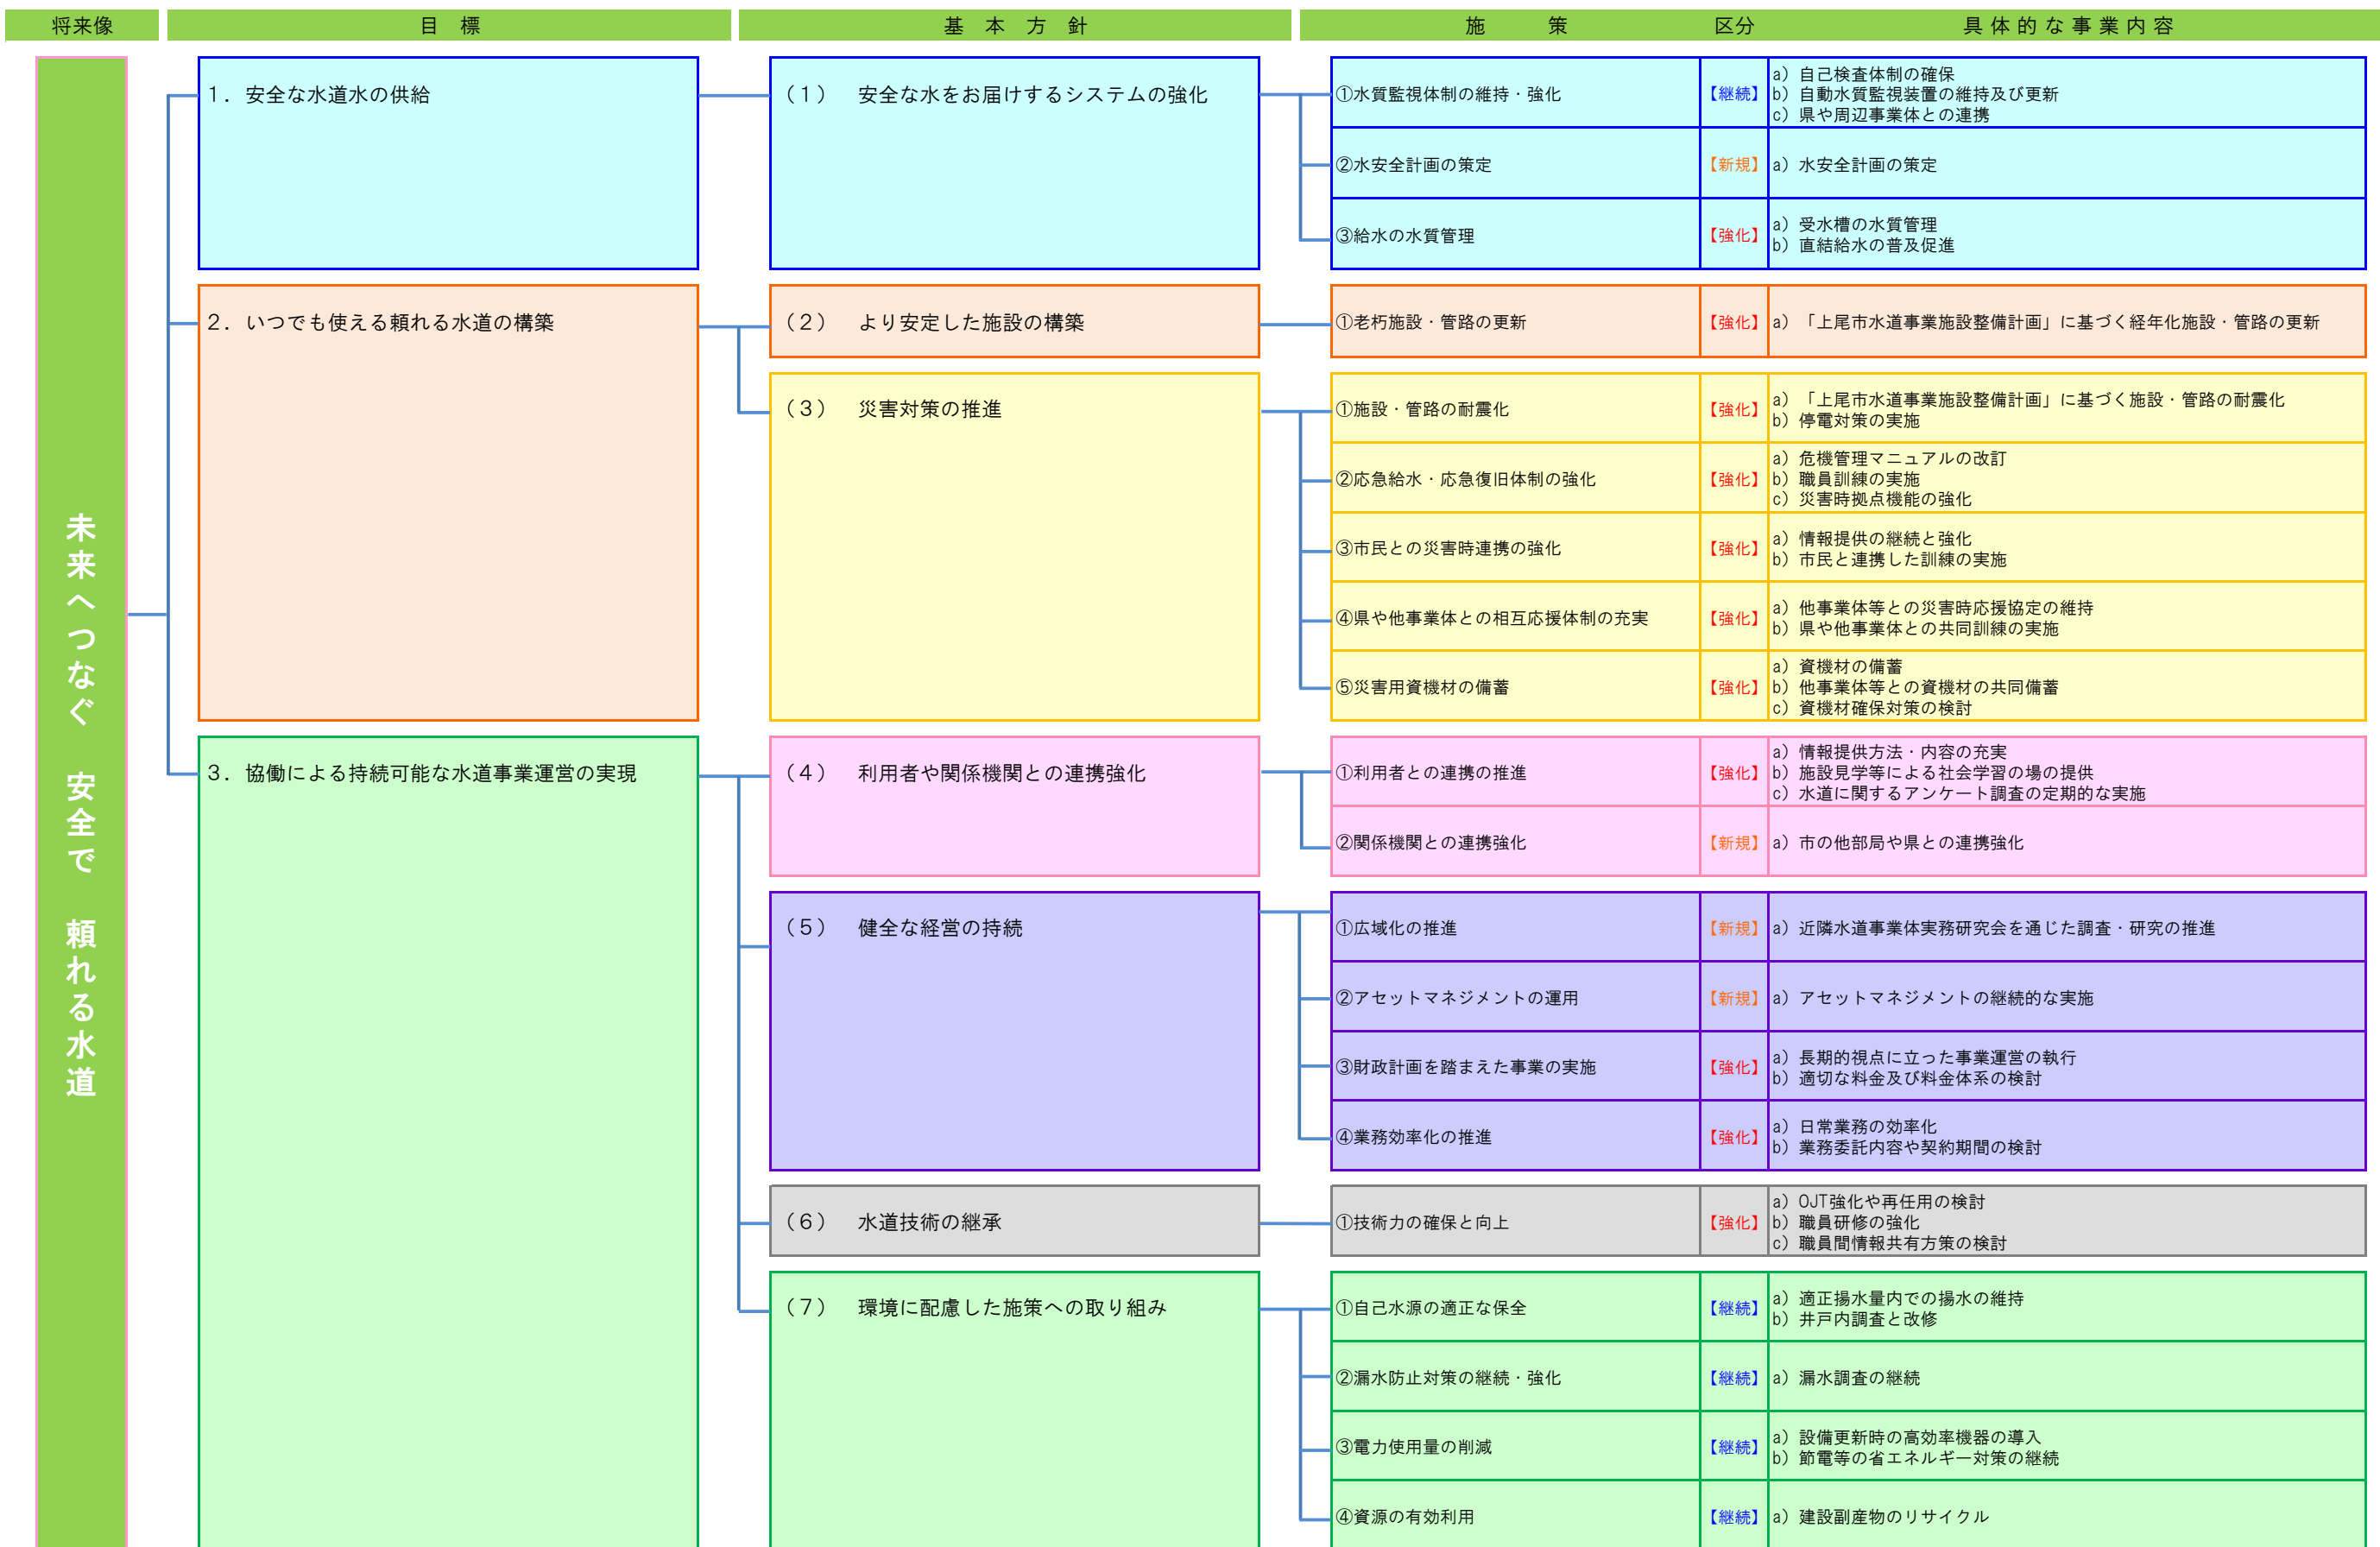 将来像
目　標
基　本　方　針
施　　　策
区分
具体的な事業内容
未来へつなぐ　安全で　頼れる水道
１．安全な水道水の供給
（１）　安全な水をお届けするシステムの強化
①水質監視体制の維持・強化
【継続】
a）自己検査体制の確保
b）自動水質監視装置の維持及び更新
c）県や周辺事業体との連携
②水安全計画の策定
【新規】
a）水安全計画の策定
③給水の水質管理
【強化】
a）受水槽の水質管理
b）直結給水の普及促進
２．いつでも使える頼れる水道の構築
（２）　より安定した施設の構築
①老朽施設・管路の更新
【強化】
a）「上尾市水道事業施設整備計画」に基づく経年化施設・管路の更新
（３）　災害対策の推進
①施設・管路の耐震化
【強化】
a）「上尾市水道事業施設整備計画」に基づく施設・管路の耐震化
b）停電対策の実施
②応急給水・応急復旧体制の強化
【強化】
a）危機管理マニュアルの改訂
b）職員訓練の実施
c）災害時拠点機能の強化
③市民との災害時連携の強化
【強化】
a）情報提供の継続と強化
b）市民と連携した訓練の実施
④県や他事業体との相互応援体制の充実
【強化】
a）他事業体等との災害時応援協定の維持
b）県や他事業体との共同訓練の実施
⑤災害用資機材の備蓄
【強化】
a）資機材の備蓄
b）他事業体等との資機材の共同備蓄
c）資機材確保対策の検討
３．協働による持続可能な水道事業運営の実現
（４）　利用者や関係機関との連携強化
①利用者との連携の推進
【強化】
a）情報提供方法・内容の充実
b）施設見学等による社会学習の場の提供
c）水道に関するアンケート調査の定期的な実施
②関係機関との連携強化
【新規】
a）市の他部局や県との連携強化
（５）　健全な経営の持続
①広域化の推進
【新規】
a）近隣水道事業体実務研究会を通じた調査・研究の推進
②アセットマネジメントの運用
【新規】
a）アセットマネジメントの継続的な実施
③財政計画を踏まえた事業の実施
【強化】
a）長期的視点に立った事業運営の執行
b）適切な料金及び料金体系の検討
④業務効率化の推進
【強化】
a）日常業務の効率化
b）業務委託内容や契約期間の検討
（６）　水道技術の継承
①技術力の確保と向上
【強化】
a）OJT強化や再任用の検討
b）職員研修の強化
c）職員間情報共有方策の検討
（７）　環境に配慮した施策への取り組み
①自己水源の適正な保全
【継続】
a）適正揚水量内での揚水の維持
b）井戸内調査と改修
②漏水防止対策の継続・強化
【継続】
a）漏水調査の継続
③電力使用量の削減
【継続】
a）設備更新時の高効率機器の導入
b）節電等の省エネルギー対策の継続
④資源の有効利用
【継続】
a）建設副産物のリサイクル